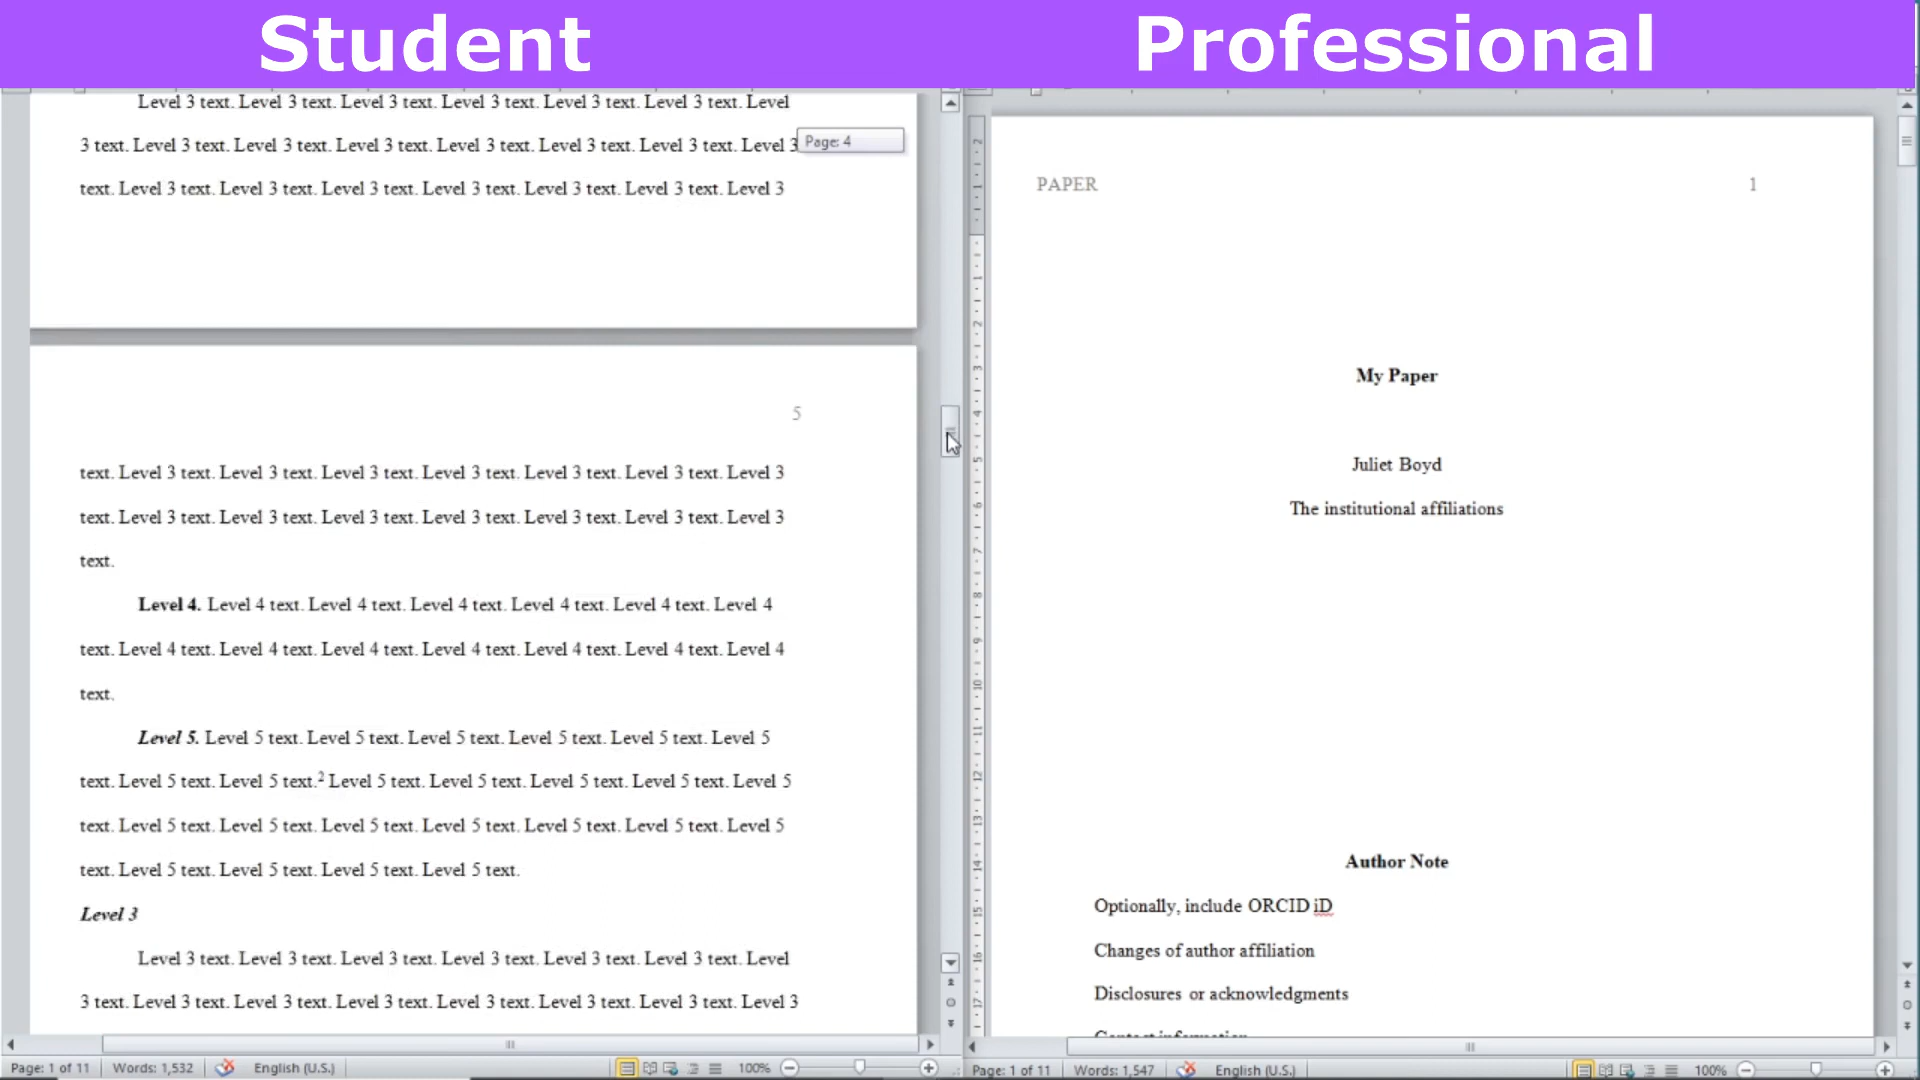 Student
Professional
Level 3 text. Level 3 text. Level 3 text. Level 3 text. Level 3 text. Level 3 text. Level
3 text. Level 3 text. Level 3 text. Level 3 text. Level 3 text. Level 3 text. Level 3 text. Level 3
text. Level 3 text. Level 3 text. Level 3 text. Level 3 text. Level 3 text. Level 3 text. Level 3
Page: 4
5
text. Level 3 text. Level 3 text. Level 3 text. Level 3 text. Level 3 text. Level 3 text. Level 3
text. Level 3 text. Level 3 text. Level 3 text. Level 3 text. Level 3 text. Level 3 text. Level 3
text.
Level 4. Level 4 text. Level 4 text. Level 4 text. Level 4 text. Level 4 text. Level 4
text. Level 4 text. Level 4 text. Level 4 text. Level 4 text. Level 4 text. Level 4 text. Level 4
text.
Level 5. Level 5 text. Level 5 text. Level 5 text. Level 5 text. Level 5 text. Level 5
text. Level 5 text. Level 5 text.² Level 5 text. Level 5 text. Level 5 text. Level 5 text. Level 5
text. Level 5 text. Level 5 text. Level 5 text. Level 5 text. Level 5 text. Level 5 text. Level 5
text. Level 5 text. Level 5 text. Level 5 text. Level 5 text.
Level 3
Level 3 text. Level 3 text. Level 3 text. Level 3 text. Level 3 text. Level 3 text. Level
3 text. Level 3 text. Level 3 text. Level 3 text. Level 3 text. Level 3 text. Level 3 text. Level 3
Page: 1 of 11 Words: 1,532 English (U.S.) 100%
PAPER 1
My Paper
Juliet Boyd
The institutional affiliations
Author Note
Optionally, include ORCID iD
Changes of author affiliation
Disclosures or acknowledgments
Contact information
Page: 1 of 11 Words: 1,547 English (U.S.) 100%